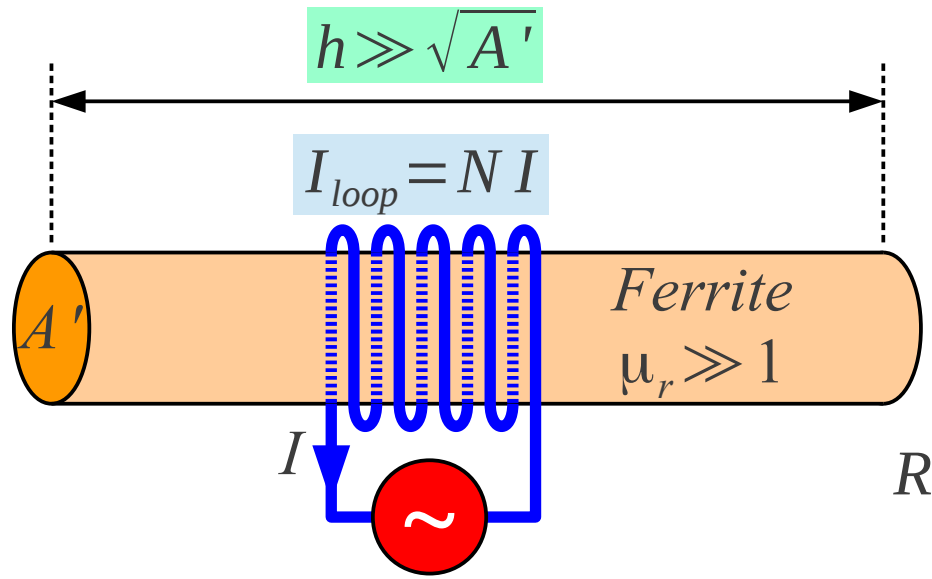 h≫√A'
I_loop=N I
Ferrite
μ_r≫1
A'
I
R
~